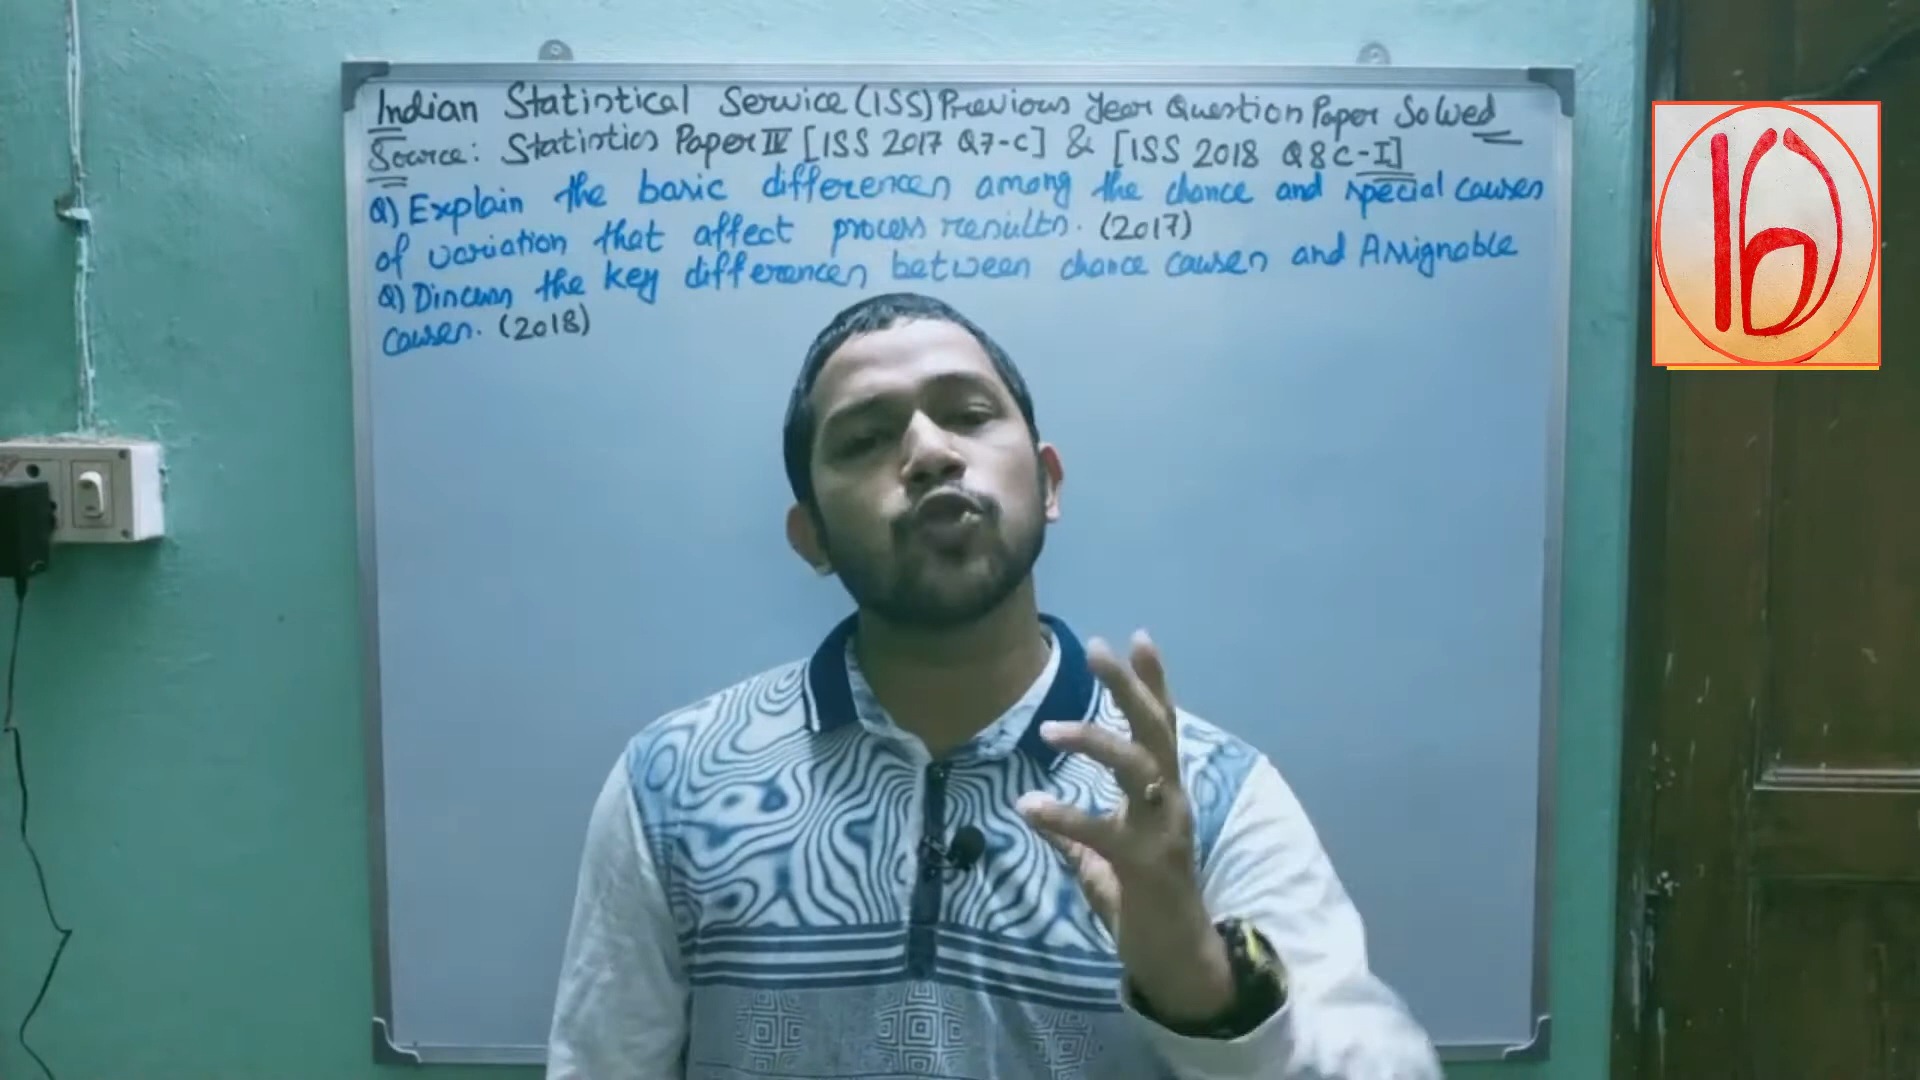 Indian Statistical Service (ISS) Previous Year Question Paper Solved
Source: Statistics Paper IV [ISS 2017 Q7-C] & [ISS 2018 Q8C-I]
Q) Explain the basic differences among the chance and special causes
of variation that affect process results. (2017)
Q) Discuss the key differences between chance causes and Assignable
causes. (2018)